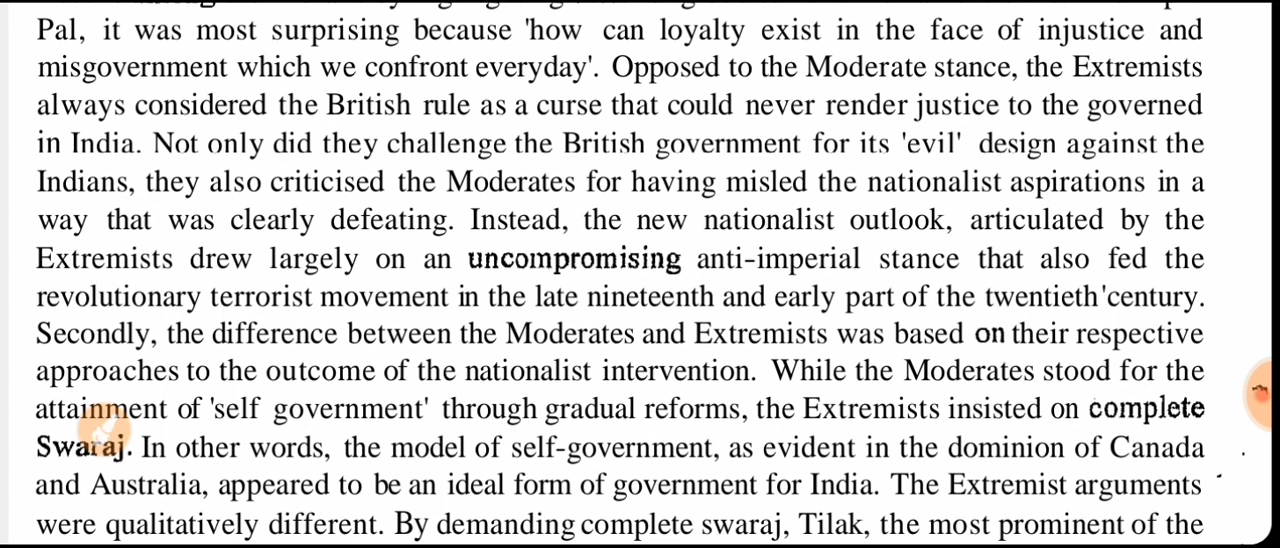 Pal, it was most surprising because 'how can loyalty exist in the face of injustice and
misgovernment which we confront everyday'. Opposed to the Moderate stance, the Extremists
always considered the British rule as a curse that could never render justice to the governed
in India. Not only did they challenge the British government for its 'evil' design against the
Indians, they also criticised the Moderates for having misled the nationalist aspirations in a
way that was clearly defeating. Instead, the new nationalist outlook, articulated by the
Extremists drew largely on an uncompromising anti-imperial stance that also fed the
revolutionary terrorist movement in the late nineteenth and early part of the twentieth'century.
Secondly, the difference between the Moderates and Extremists was based on their respective
approaches to the outcome of the nationalist intervention. While the Moderates stood for the
attainment of 'self government' through gradual reforms, the Extremists insisted on complete
Swaraj. In other words, the model of self-government, as evident in the dominion of Canada
and Australia, appeared to be an ideal form of government for India. The Extremist arguments
were qualitatively different. By demanding complete swaraj, Tilak, the most prominent of the